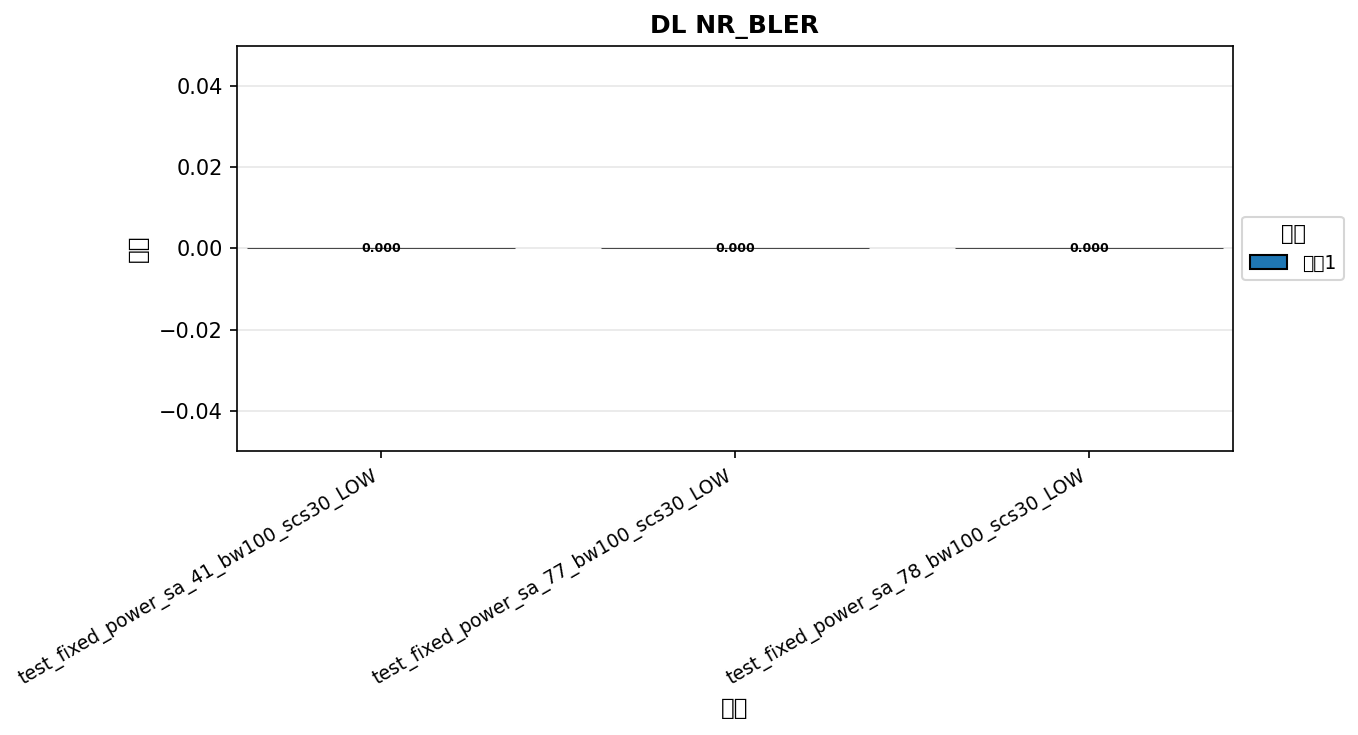 DL NR_BLER
0.04
0.02
0.00
−0.02
−0.04
0.000
0.000
0.000
1
test_fixed_power_sa_41_bw100_scs30_LOW
test_fixed_power_sa_77_bw100_scs30_LOW
test_fixed_power_sa_78_bw100_scs30_LOW